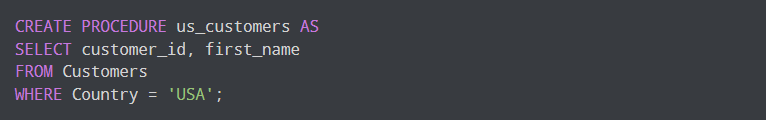 CREATE PROCEDURE us_customers AS
SELECT customer_id, first_name
FROM Customers
WHERE Country = 'USA';